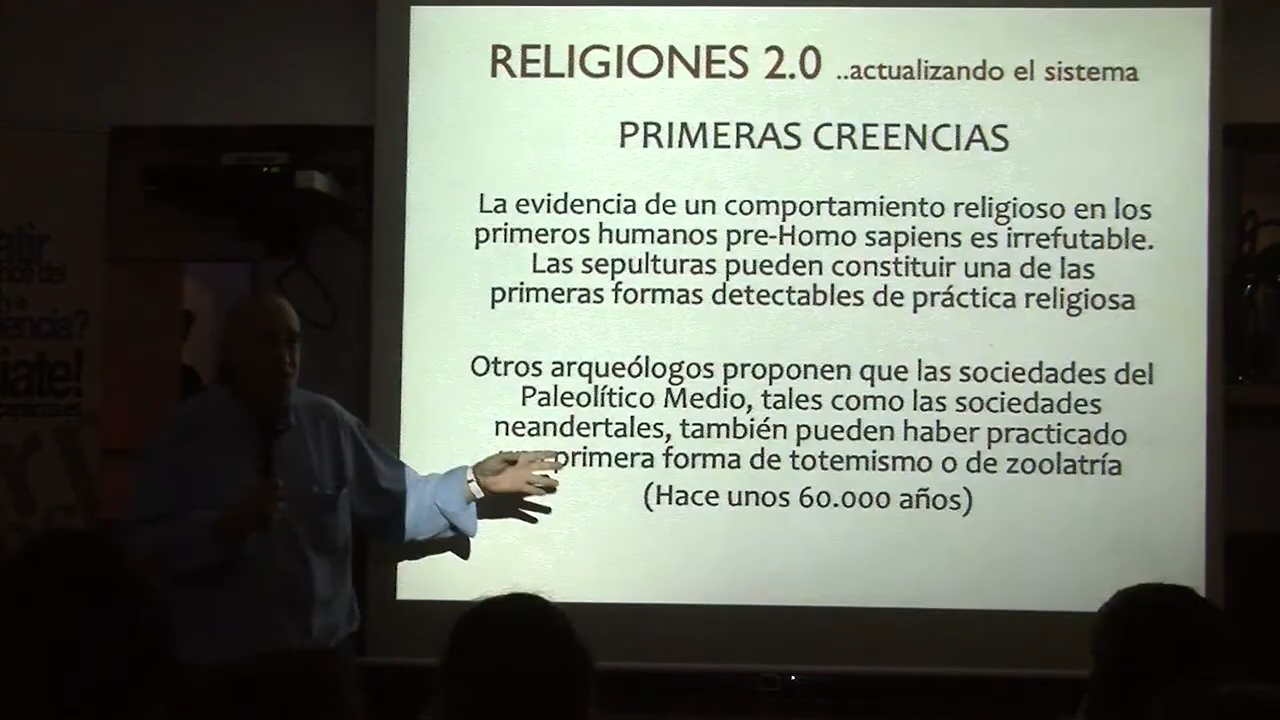 RELIGIONES 2.0 ..actualizando el sistema
PRIMERAS CREENCIAS
La evidencia de un comportamiento religioso en los
primeros humanos pre-Homo sapiens es irrefutable.
Las sepulturas pueden constituir una de las
primeras formas detectables de práctica religiosa
Otros arqueólogos proponen que las sociedades del
Paleolítico Medio, tales como las sociedades
neandertales, también pueden haber practicado
primera forma de totemismo o de zoolatría
(Hace unos 60.000 años)